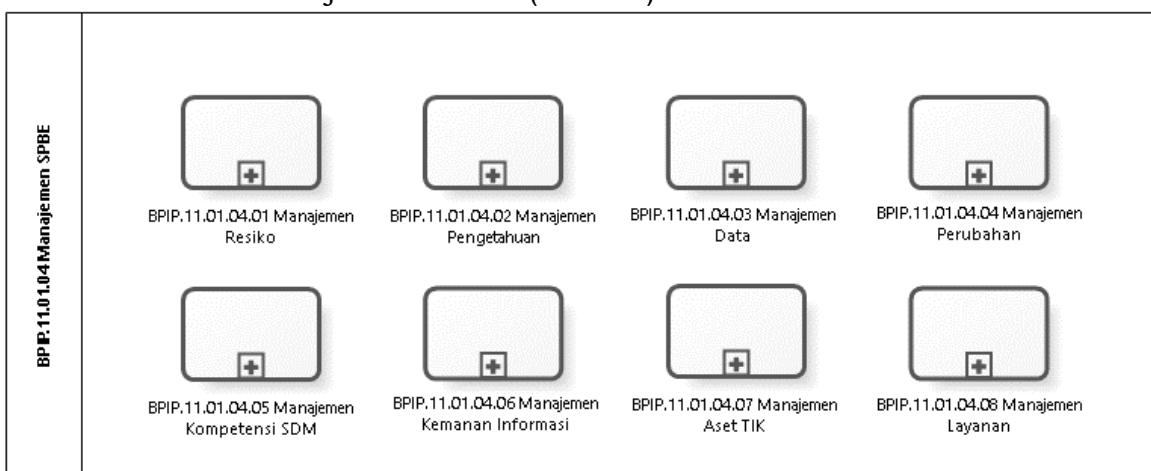 BPIP.11.01.04 Manajemen SPBE
BPIP.11.01.04.01 Manajemen
Resiko
BPIP.11.01.04.02 Manajemen
Pengetahuan
BPIP.11.01.04.03 Manajemen
Data
BPIP.11.01.04.04 Manajemen
Perubahan
BPIP.11.01.04.05 Manajemen
Kompetensi SDM
BPIP.11.01.04.06 Manajemen
Kemanan Informasi
BPIP.11.01.04.07 Manajemen
Aset TIK
BPIP.11.01.04.08 Manajemen
Layanan